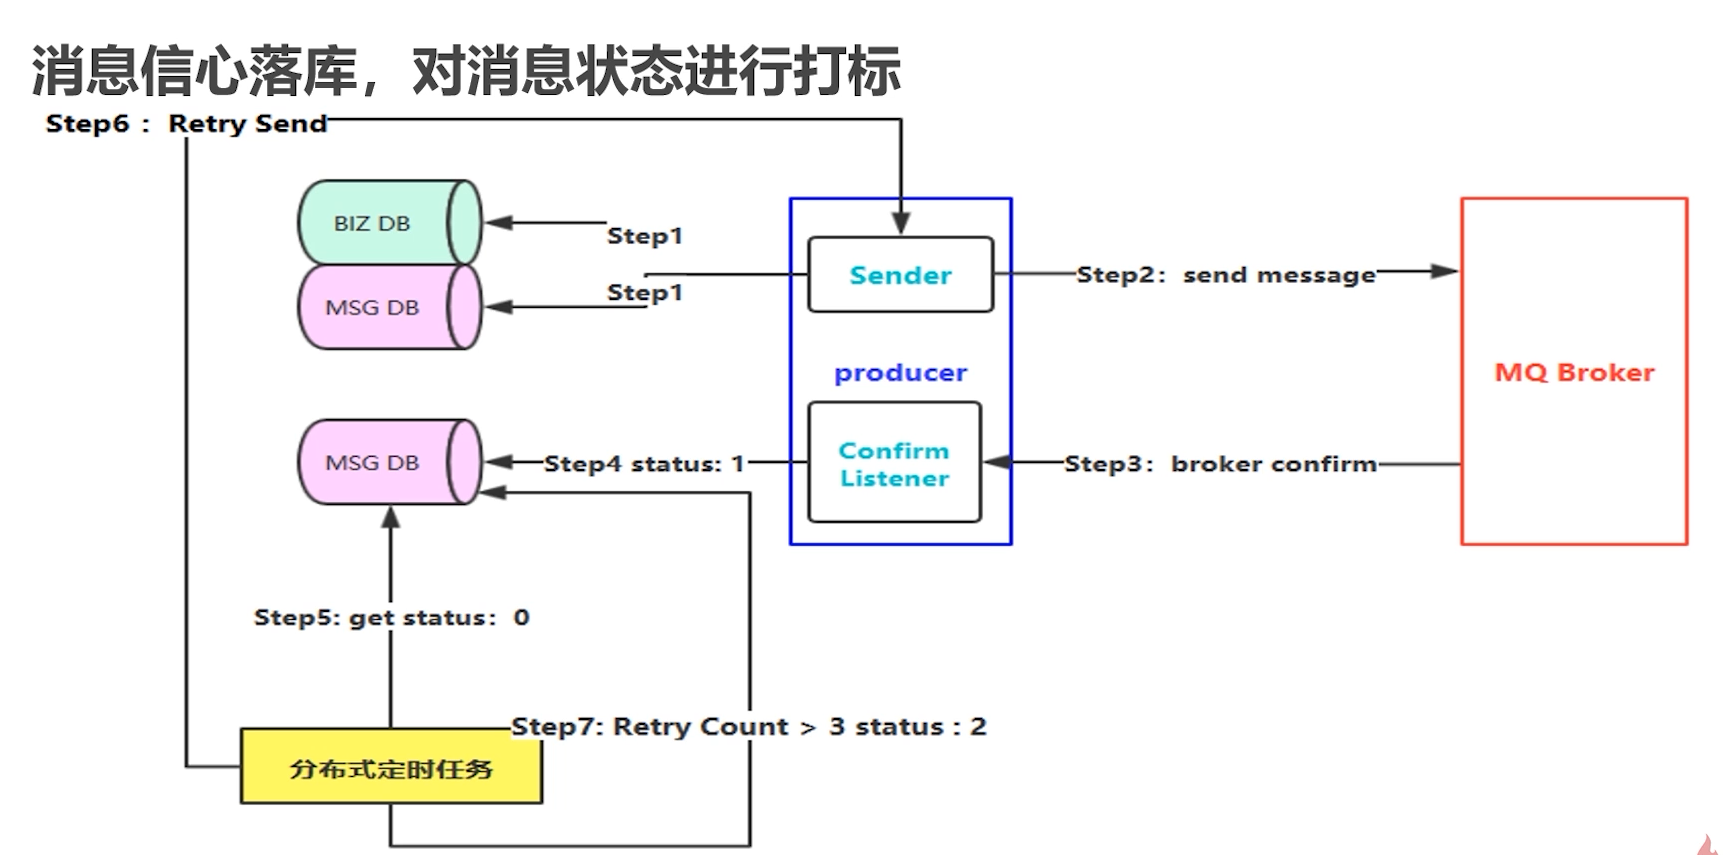 消息信心落库，对消息状态进行打标
Step6 ： Retry Send
BIZ DB
Step1
MSG DB
Step1
Sender
Step2：send message
producer
MQ Broker
MSG DB
Step4 status: 1
Confirm
Listener
Step3：broker confirm
Step5: get status： 0
Step7: Retry Count > 3 status : 2
分布式定时任务